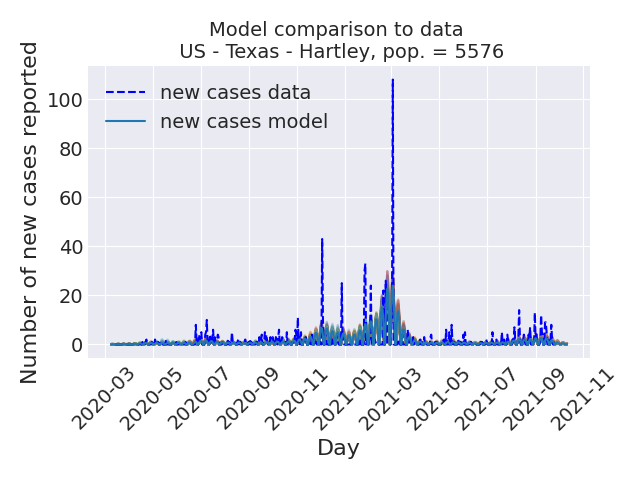 Model comparison to data
US - Texas - Hartley, pop. = 5576
Number of new cases reported
new cases data
new cases model
100
80
60
40
20
0
2020-03
2020-05
2020-07
2020-09
2020-11
2021-01
2021-03
2021-05
2021-07
2021-09
2021-11
Day